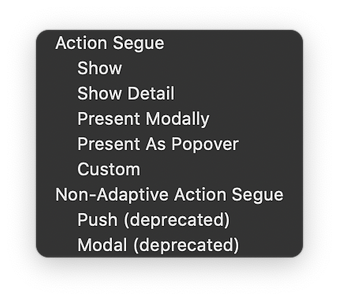 Action Segue
Show
Show Detail
Present Modally
Present As Popover
Custom
Non-Adaptive Action Segue
Push (deprecated)
Modal (deprecated)